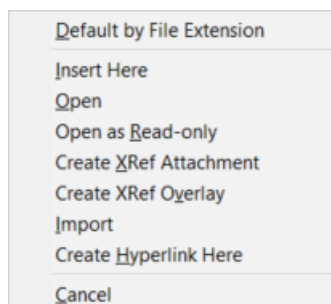 Default by File Extension
Insert Here
Open
Open as Read-only
Create XRef Attachment
Create XRef Overlay
Import
Create Hyperlink Here
Cancel